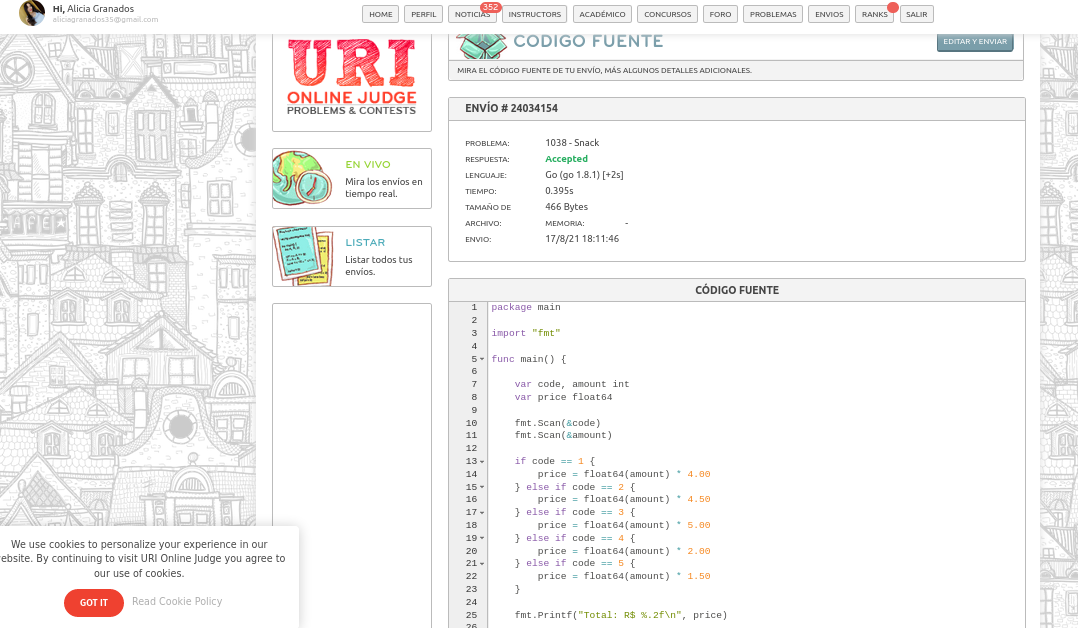 Hi, Alicia Granados
aliciagranados35@gmail.com
HOME PERFIL NOTICIAS 352 INSTRUCTORS ACADÉMICO CONCURSOS FORO PROBLEMAS ENVIOS RANKS SALIR
URI
ONLINE JUDGE
PROBLEMS & CONTESTS
EN VIVO
Mira los envios en
tiempo real.
LISTAR
Listar todos tus
envíos.
CÓDIGO FUENTE
EDITAR Y ENVIAR
MIRA EL CÓDIGO FUENTE DE TU ENVÍO, MÁS ALGUNOS DETALLES ADICIONALES.
ENVÍO # 24034154
PROBLEMA: 1038 - Snack
RESPUESTA: Accepted
LENGUAJE: Go (go 1.8.1) [+2s]
TIEMPO: 0.395s
TAMAÑO DE 466 Bytes
ARCHIVO: MEMORIA: -
ENVIO: 17/8/21 18:11:46
CÓDIGO FUENTE
1 package main
2
3 import "fmt"
4
5 func main() {
6
7 var code, amount int
8 var price float64
9
10 fmt.Scan(&code)
11 fmt.Scan(&amount)
12
13 if code == 1 {
14 price = float64(amount) * 4.00
15 } else if code == 2 {
16 price = float64(amount) * 4.50
17 } else if code == 3 {
18 price = float64(amount) * 5.00
19 } else if code == 4 {
20 price = float64(amount) * 2.00
21 } else if code == 5 {
22 price = float64(amount) * 1.50
23 }
24
25 fmt.Printf("Total: R$ %.2f\n", price)
26
We use cookies to personalize your experience in our
ebsite. By continuing to visit URI Online Judge you agree to
our use of cookies.
GOT IT Read Cookie Policy